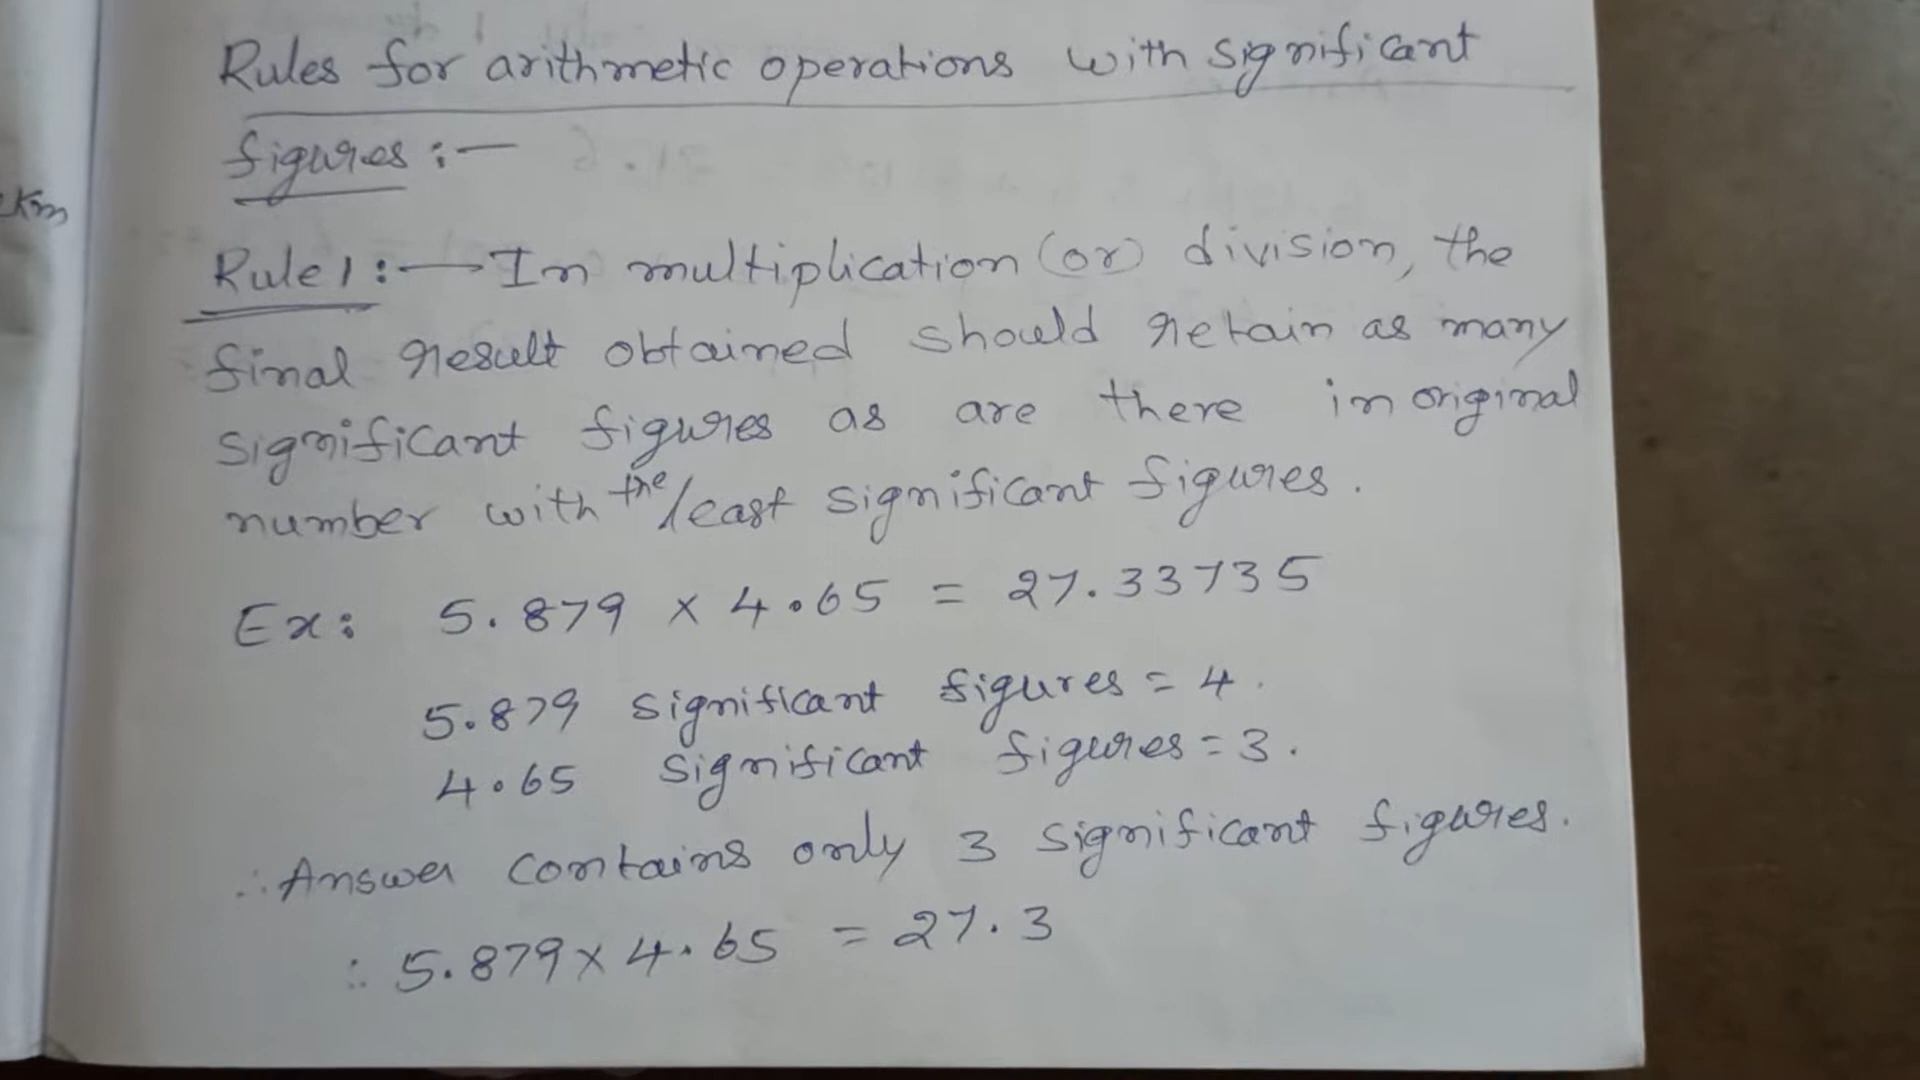 Rules for arithmetic operations with significant
figures :-
Km
Rule 1 :- In multiplication (or) division, the
final result obtained should retain as many
significant figures as are there in original
number with the least significant figures.
Ex: 5.879 x 4.65 = 27.33735
5.879 significant figures = 4.
4.65 significant figures = 3.
∴ Answer contains only 3 significant figures.
∴ 5.879 x 4.65 = 27.3